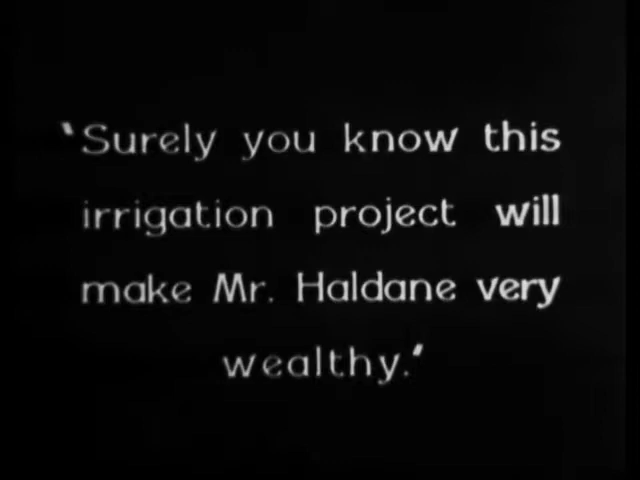 'Surely you know this
irrigation project will
make Mr. Haldane very
wealthy.'